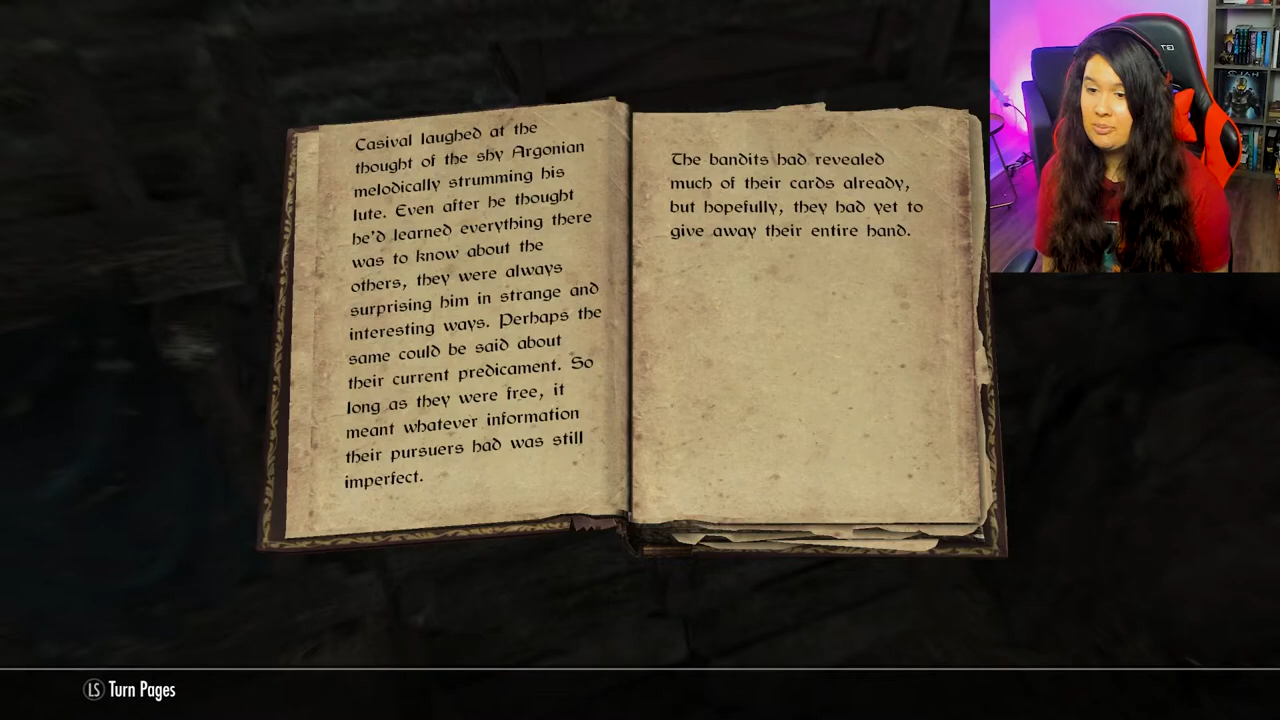 Casival laughed at the
thought of the shy Argonian
melodically strumming his
lute. Even after he thought
he'd learned everything there
was to know about the
others, they were always
surprising him in strange and
interesting ways. Perhaps the
same could be said about
their current predicament. So
long as they were free, it
meant whatever information
their pursuers had was still
imperfect.
The bandits had revealed
much of their cards already,
but hopefully, they had yet to
give away their entire hand.
LS Turn Pages